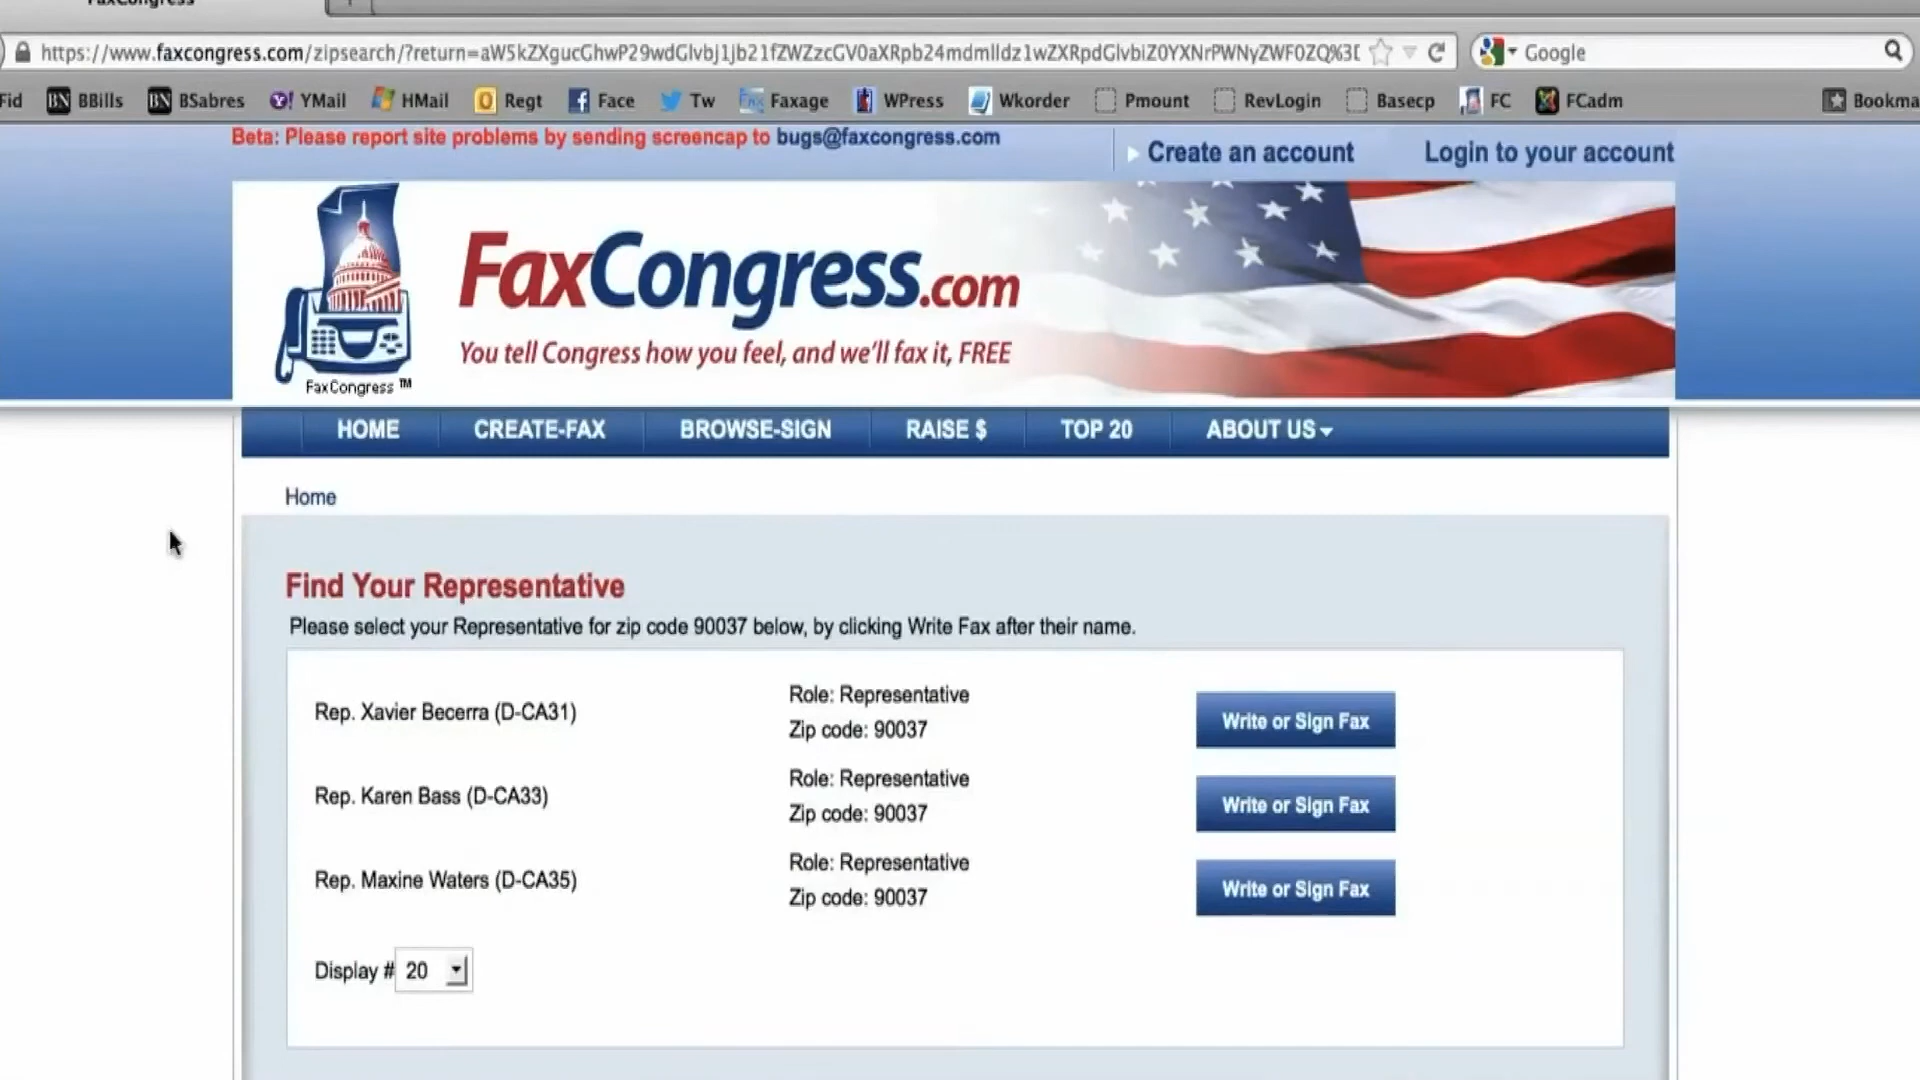 FaxCongress
https://www.faxcongress.com/zipsearch/?return=aW5kZXgucGhwP29wdGlvbj1jb21fZWZzcGV0aXRpb24mdmlldz1wZXRpdGlvbiZ0YXNrPWNyZWF0ZQ%3D
Google
Fid BBills BSabres YMail HMail Regt Face Tw Faxage WPress Wkorder Pmount RevLogin Basecp FC FCadm Bookma
Beta: Please report site problems by sending screencap to bugs@faxcongress.com
Create an account Login to your account
FaxCongress.com
You tell Congress how you feel, and we'll fax it, FREE
FaxCongress ™
HOME CREATE-FAX BROWSE-SIGN RAISE $ TOP 20 ABOUT US
Home
Find Your Representative
Please select your Representative for zip code 90037 below, by clicking Write Fax after their name.
Rep. Xavier Becerra (D-CA31)
Role: Representative
Zip code: 90037
Write or Sign Fax
Rep. Karen Bass (D-CA33)
Role: Representative
Zip code: 90037
Write or Sign Fax
Rep. Maxine Waters (D-CA35)
Role: Representative
Zip code: 90037
Write or Sign Fax
Display # 20